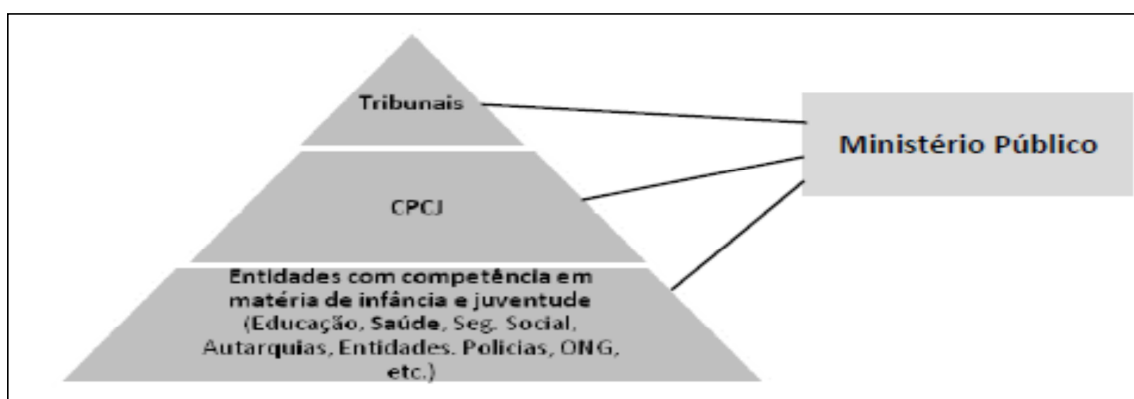 Tribunais
Ministério Público
CPCJ
Entidades com competência em
matéria de infância e juventude
(Educação, Saúde, Seg. Social,
Autarquias, Entidades. Policias, ONG,
etc.)